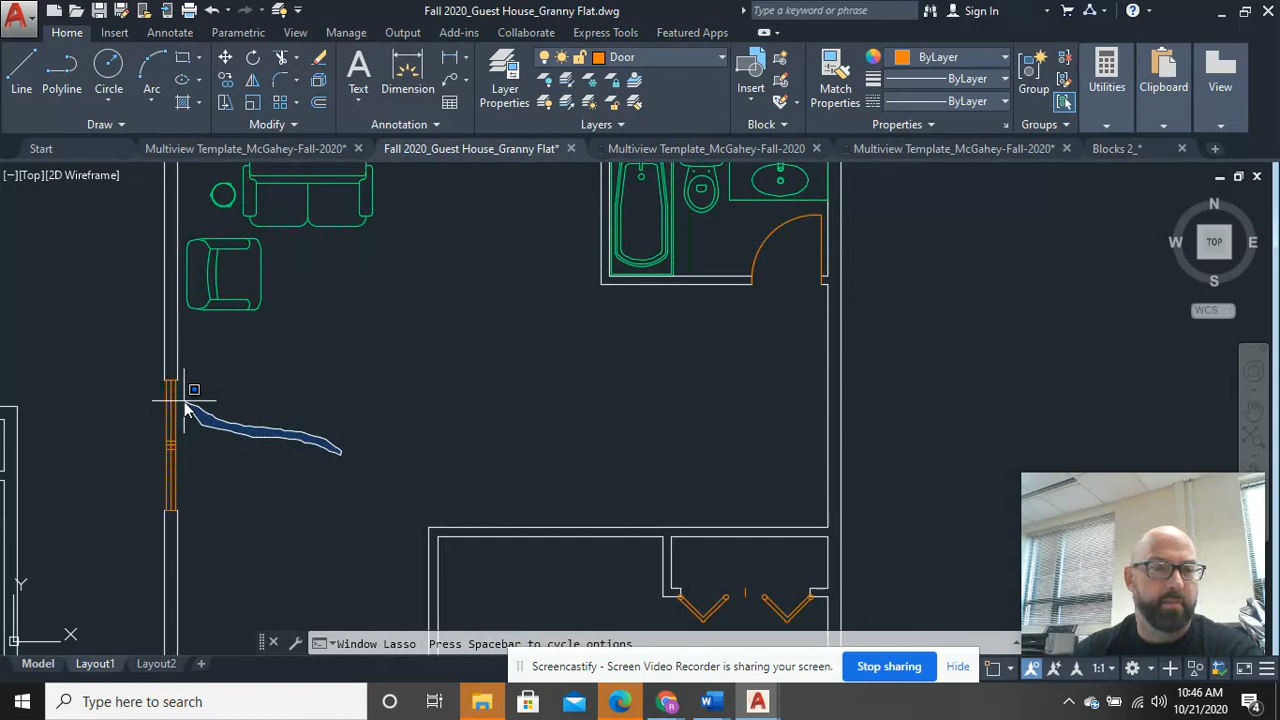 Fall 2020_Guest House_Granny Flat.dwg
Type a keyword or phrase
Sign In
Home Insert Annotate Parametric View Manage Output Add-ins Collaborate Express Tools Featured Apps
Line Polyline Circle Arc
Text Dimension
Layer Properties
Door
Insert
Match Properties
ByLayer
ByLayer
ByLayer
Group
Utilities
Clipboard
View
Draw Modify Annotation Layers Block Properties Groups
Start Multiview Template_McGahey-Fall-2020* Fall 2020_Guest House_Granny Flat* Multiview Template_McGahey-Fall-2020 Multiview Template_McGahey-Fall-2020* Blocks 2_*
[−][Top][2D Wireframe]
N
W TOP E
S
WCS
Y
X
Window Lasso Press Spacebar to cycle options
Model Layout1 Layout2
Screencastify - Screen Video Recorder is sharing your screen. Stop sharing Hide
1:1
Type here to search
10:46 AM
10/21/2020
4